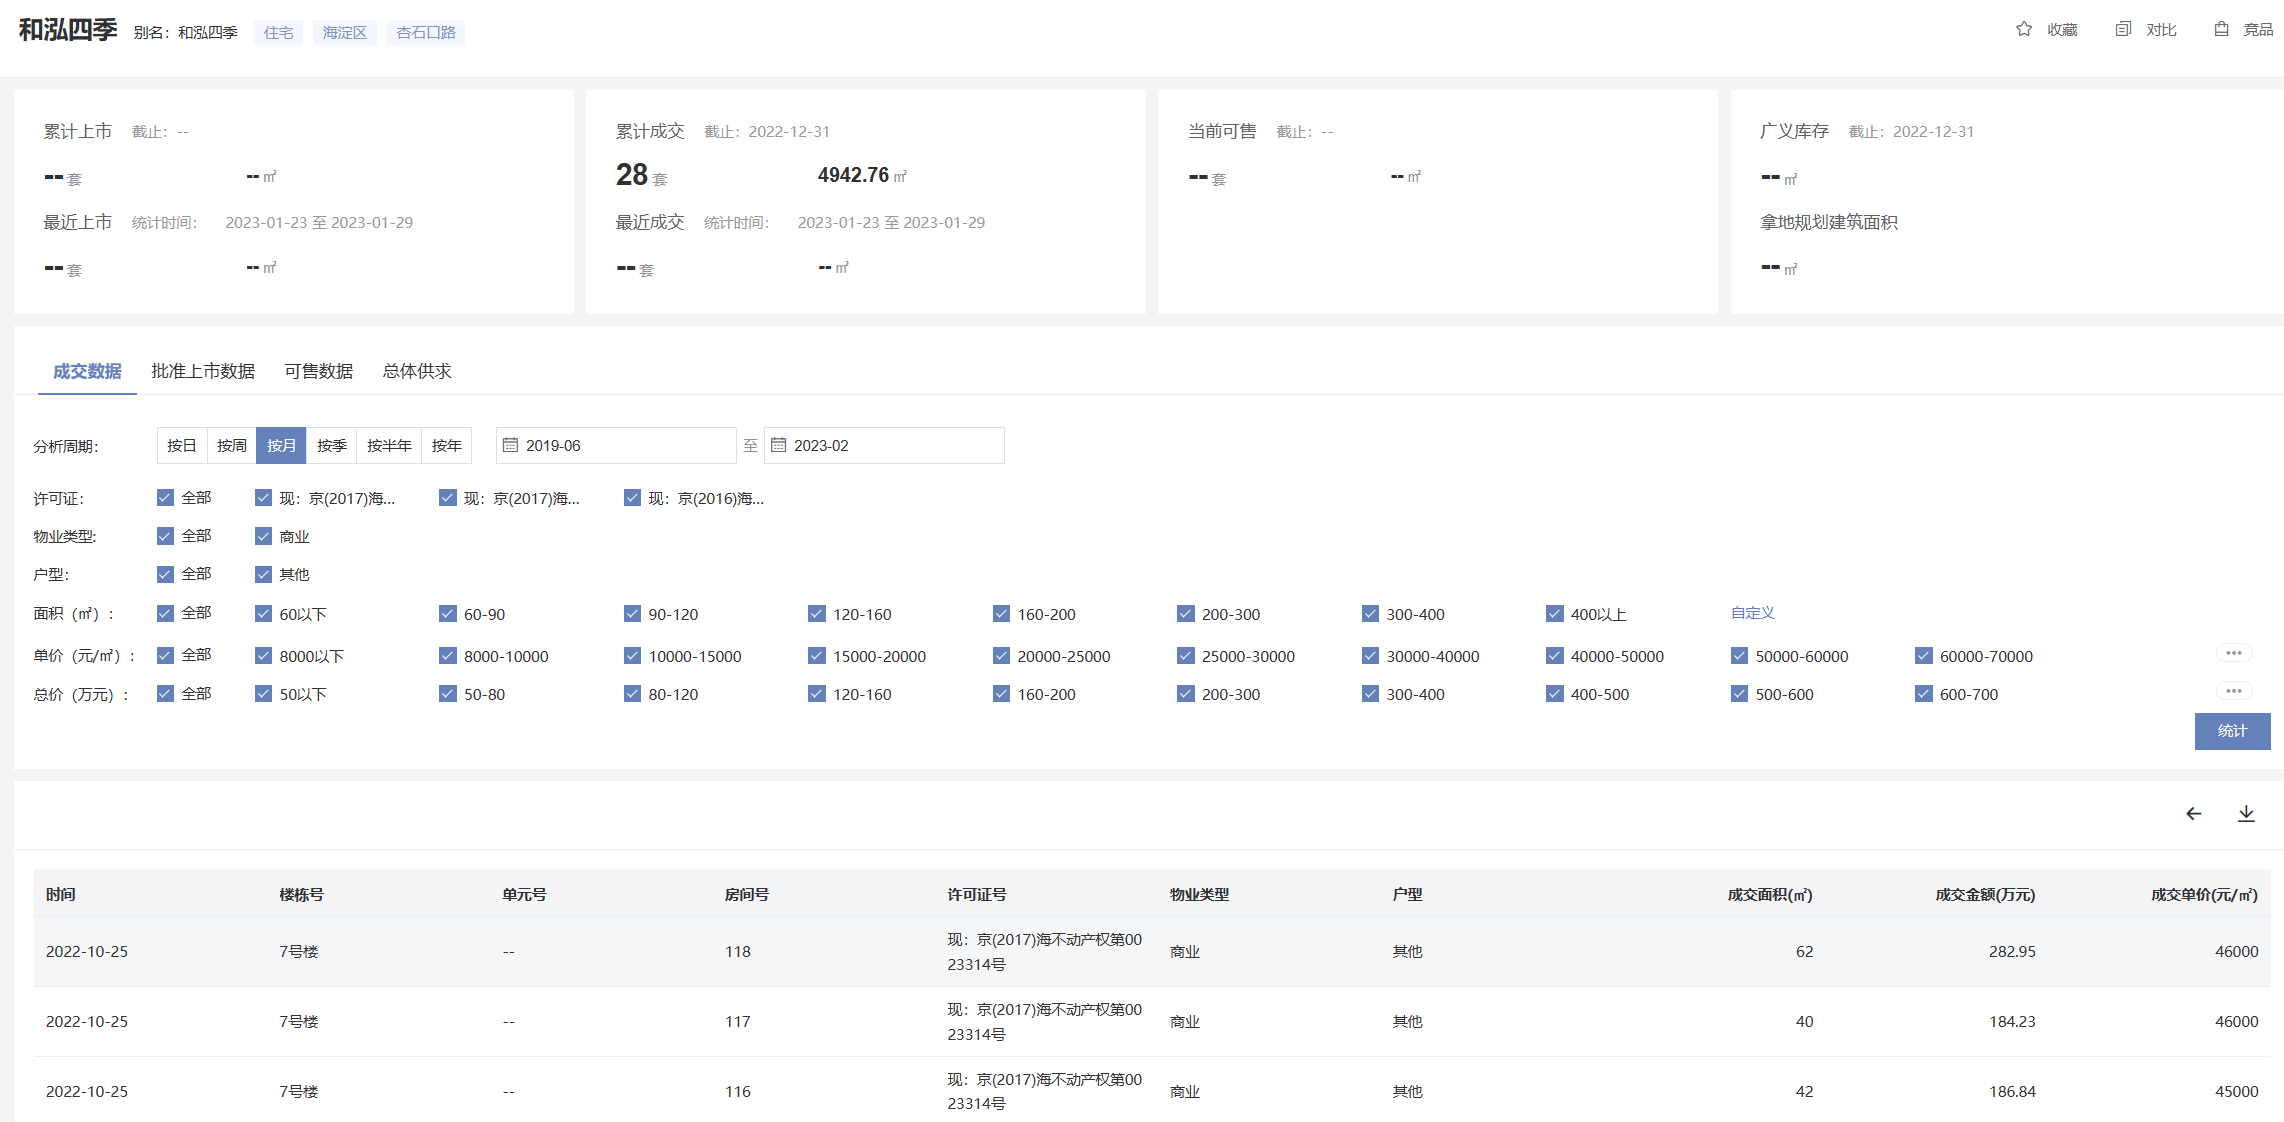 和泓四季 别名：和泓四季 住宅 海淀区 杏石口路 收藏 对比 竞品
累计上市 截止：-- 累计成交 截止：2022-12-31 当前可售 截止：-- 广义库存 截止：2022-12-31
--套 --㎡ 28套 4942.76㎡ --套 --㎡ --㎡
最近上市 统计时间： 2023-01-23 至 2023-01-29 最近成交 统计时间： 2023-01-23 至 2023-01-29 拿地规划建筑面积
--套 --㎡ --套 --㎡ --㎡
成交数据 批准上市数据 可售数据 总体供求
分析周期： 按日 按周 按月 按季 按半年 按年 2019-06 至 2023-02
许可证： 全部 现：京(2017)海... 现：京(2017)海... 现：京(2016)海...
物业类型: 全部 商业
户型： 全部 其他
面积（㎡）： 全部 60以下 60-90 90-120 120-160 160-200 200-300 300-400 400以上 自定义
单价（元/㎡）： 全部 8000以下 8000-10000 10000-15000 15000-20000 20000-25000 25000-30000 30000-40000 40000-50000 50000-60000 60000-70000 •••
总价（万元）： 全部 50以下 50-80 80-120 120-160 160-200 200-300 300-400 400-500 500-600 600-700 •••
统计
时间 楼栋号 单元号 房间号 许可证号 物业类型 户型 成交面积(㎡) 成交金额(万元) 成交单价(元/㎡)
2022-10-25 7号楼 -- 118 现：京(2017)海不动产权第00 商业 其他 62 282.95 46000
23314号
2022-10-25 7号楼 -- 117 现：京(2017)海不动产权第00 商业 其他 40 184.23 46000
23314号
2022-10-25 7号楼 -- 116 现：京(2017)海不动产权第00 商业 其他 42 186.84 45000
23314号